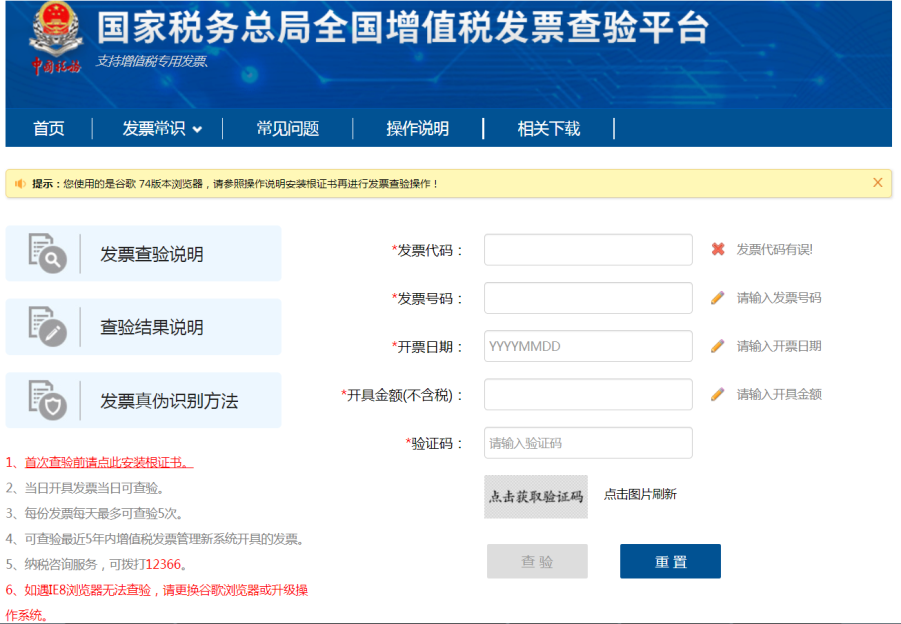 国家税务总局全国增值税发票查验平台
中国税务
支持增值税专用发票、
首页 发票常识 常见问题 操作说明 相关下载
提示：您使用的是谷歌 74版本浏览器，请参照操作说明安装根证书再进行发票查验操作！
发票查验说明
查验结果说明
发票真伪识别方法
1、首次查验前请点此安装根证书。
2、当日开具发票当日可查验。
3、每份发票每天最多可查验5次。
4、可查验最近5年内增值税发票管理新系统开具的发票。
5、纳税咨询服务，可拨打12366。
6、如遇IE8浏览器无法查验，请更换谷歌浏览器或升级操
作系统。
*发票代码： 发票代码有误!
*发票号码： 请输入发票号码
*开票日期： YYYYMMDD 请输入开票日期
*开具金额(不含税)： 请输入开具金额
*验证码： 请输入验证码
点击获取验证码 点击图片刷新
查验 重置